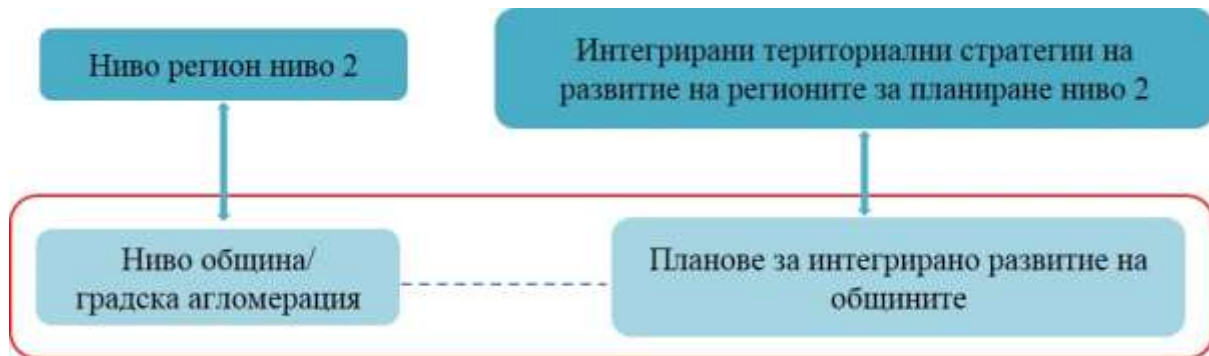 Ниво регион ниво 2
Интегрирани териториални стратегии на
развитие на регионите за планиране ниво 2
Ниво община/
градска агломерация
Планове за интегрирано развитие на
общините